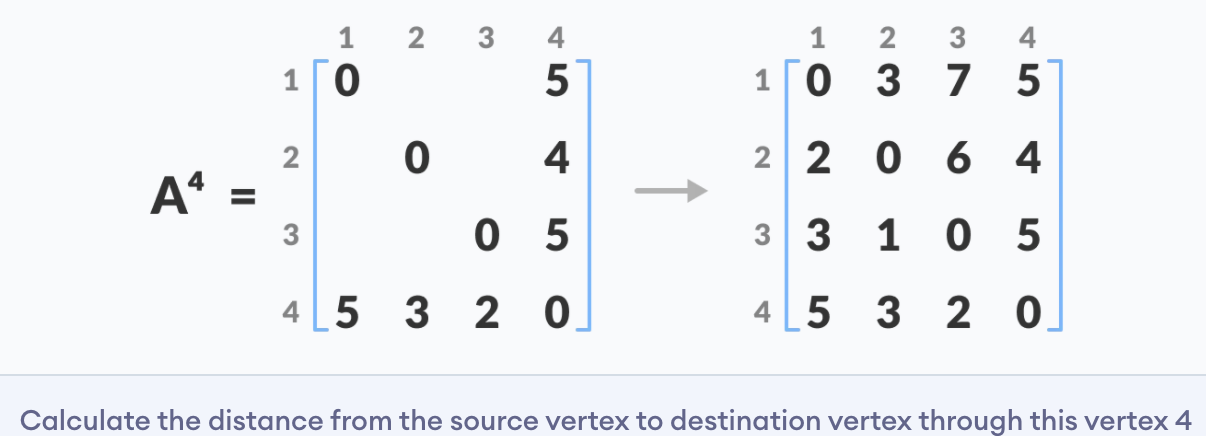 1 2 3 4 1 2 3 4
1 0 5 1 0 3 7 5
2 0 4 2 2 0 6 4
A⁴ =
3 0 5 3 3 1 0 5
4 5 3 2 0 4 5 3 2 0
Calculate the distance from the source vertex to destination vertex through this vertex 4